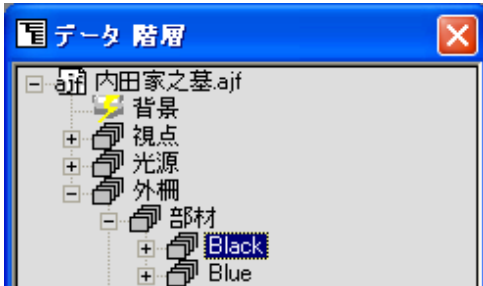 データ 階層
ajf 内田家之墓.ajf
背景
視点
光源
外柵
部材
Black
Blue